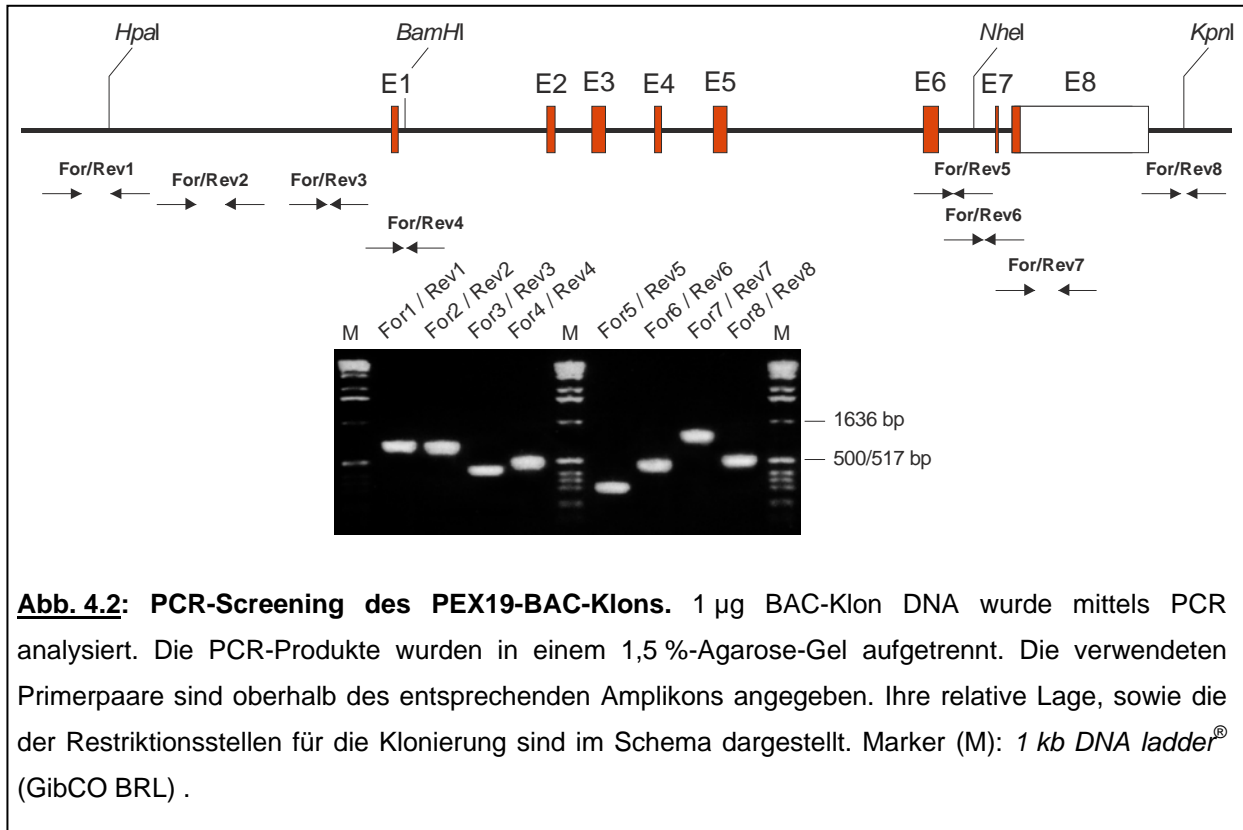 HpaI BamHI NheI KpnI
E1 E2 E3 E4 E5 E6 E7 E8
For/Rev1 For/Rev2 For/Rev3 For/Rev5 For/Rev8
For/Rev4 For/Rev6
For/Rev7
M For1 / Rev1 For2 / Rev2 For3 / Rev3 For4 / Rev4 M For5 / Rev5 For6 / Rev6 For7 / Rev7 For8 / Rev8 M
1636 bp
500/517 bp
Abb. 4.2: PCR-Screening des PEX19-BAC-Klons. 1 µg BAC-Klon DNA wurde mittels PCR
analysiert. Die PCR-Produkte wurden in einem 1,5 %-Agarose-Gel aufgetrennt. Die verwendeten
Primerpaare sind oberhalb des entsprechenden Amplikons angegeben. Ihre relative Lage, sowie die
der Restriktionsstellen für die Klonierung sind im Schema dargestellt. Marker (M): 1 kb DNA ladder®
(GibCO BRL) .